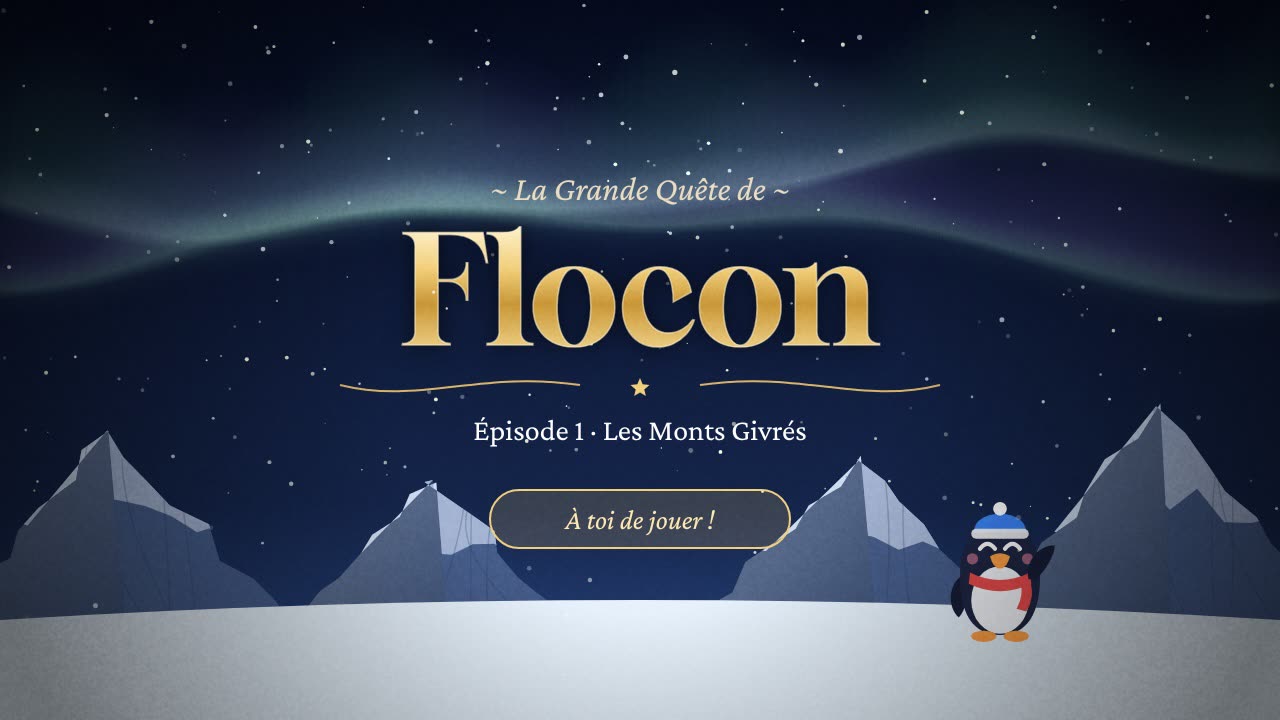 ~ La Grande Quête de ~
Flocon
Épisode 1 · Les Monts Givrés
À toi de jouer !